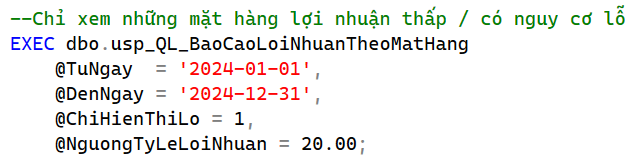 --Chỉ xem những mặt hàng lợi nhuận thấp / có nguy cơ lỗ
EXEC dbo.usp_QL_BaoCaoLoiNhuanTheoMatHang
    @TuNgay  = '2024-01-01',
    @DenNgay = '2024-12-31',
    @ChiHienThiLo = 1,
    @NguongTyLeLoiNhuan = 20.00;